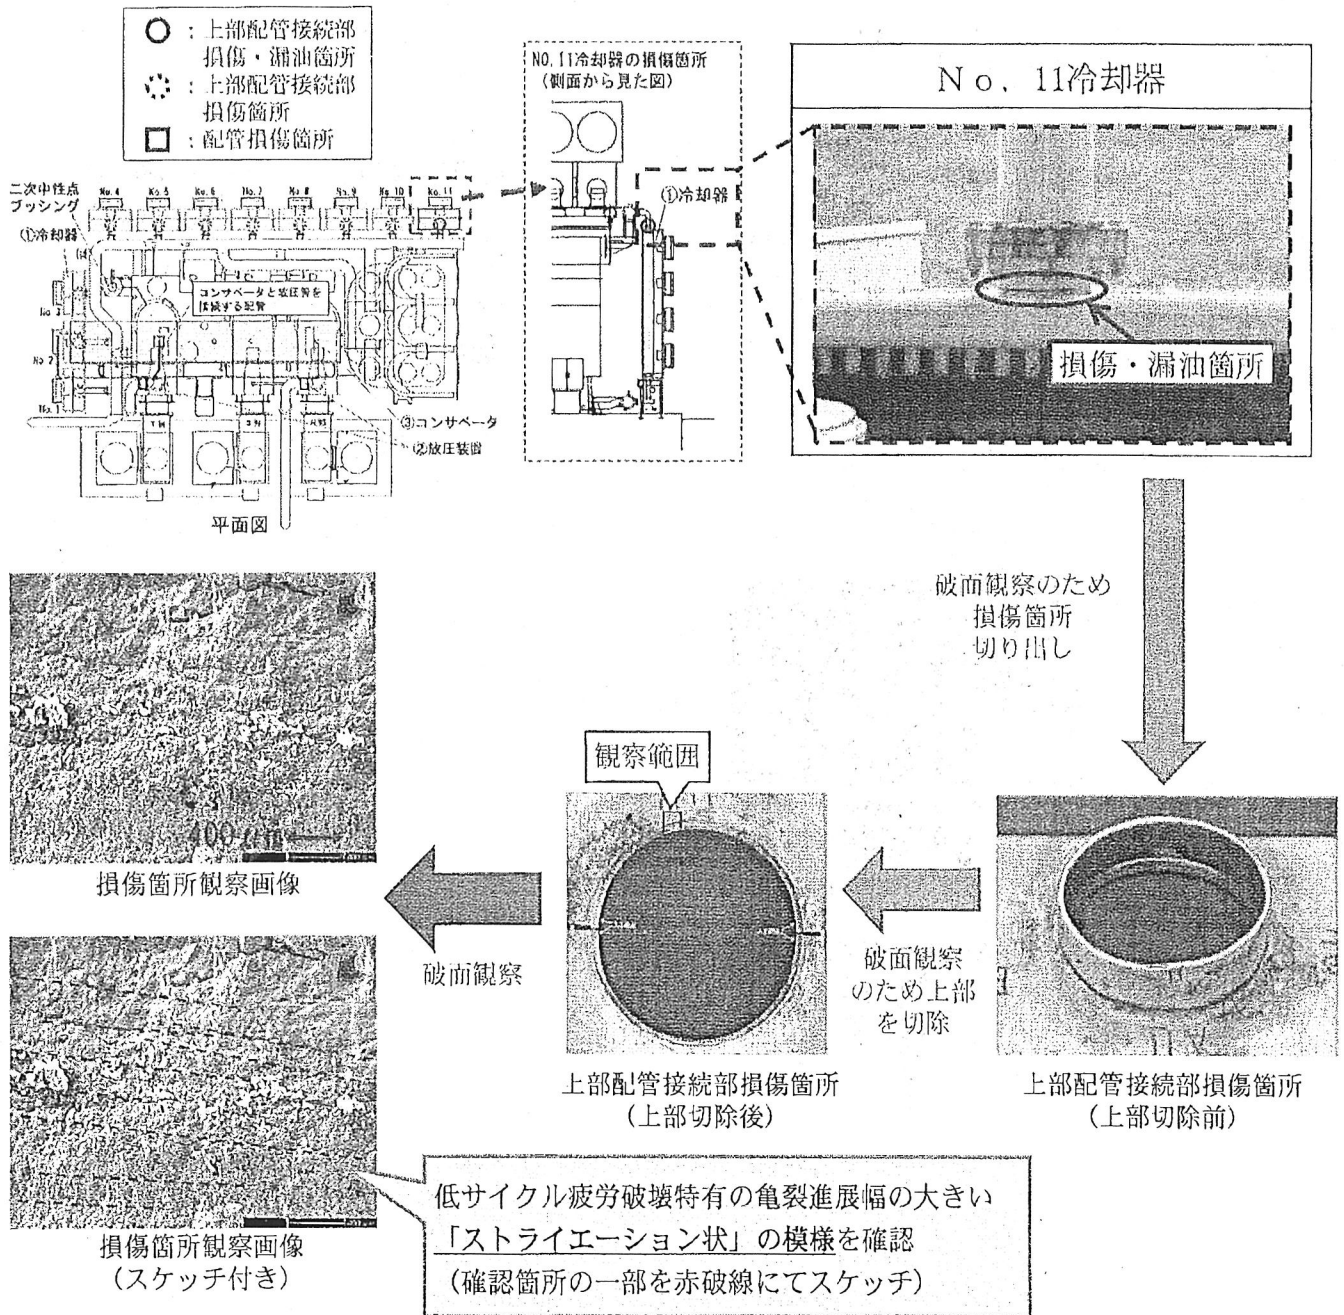 ：上部配管接続部
損傷・漏油箇所
：上部配管接続部
損傷箇所
：配管損傷箇所
二次中性点
ブッシング
①冷却器
No.4 No.5 No.6 No.7 No.8 No.9 No.10 No.11
No.3
No.2
No.1
コンサベータと放圧管を
接続する配管
③コンサベータ
②放圧装置
平面図
NO.11冷却器の損傷箇所
（側面から見た図）
①冷却器
No．11冷却器
損傷・漏油箇所
破面観察のため
損傷箇所
切り出し
上部配管接続部損傷箇所
（上部切除前）
破面観察
のため上部
を切除
観察範囲
上部配管接続部損傷箇所
（上部切除後）
破面観察
400μm
損傷箇所観察画像
損傷箇所観察画像
（スケッチ付き）
低サイクル疲労破壊特有の亀裂進展幅の大きい
「ストライエーション状」の模様を確認
（確認箇所の一部を赤破線にてスケッチ）